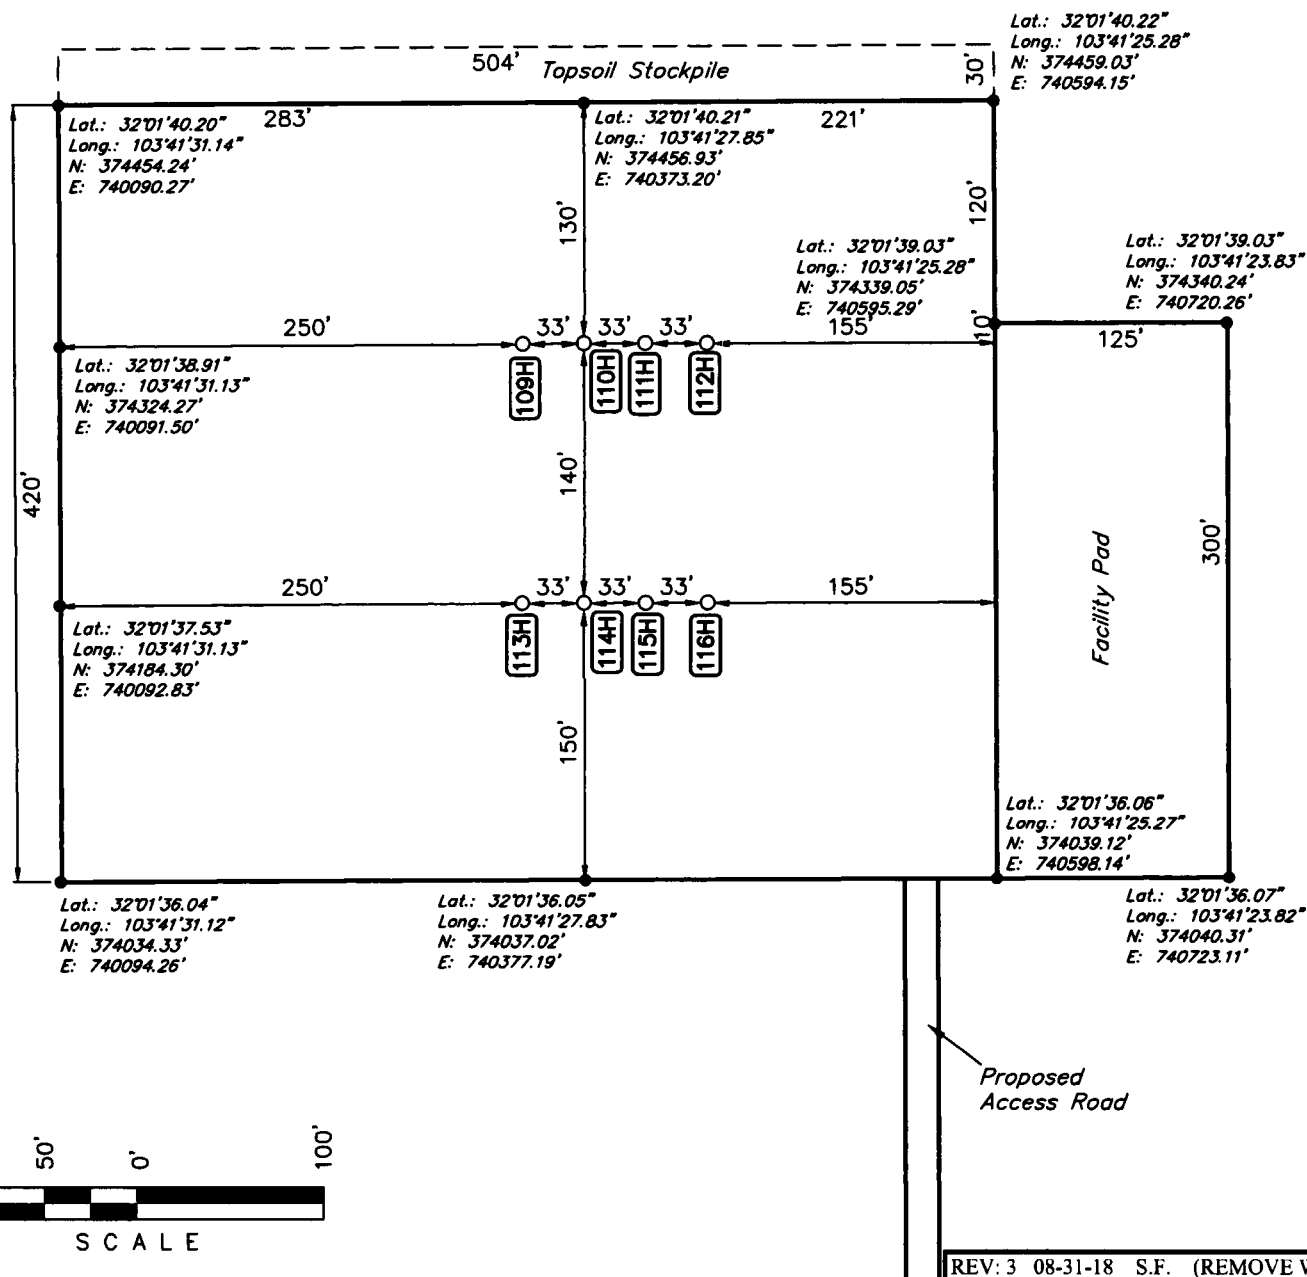 504'
Topsoil Stockpile
30'
Lat.: 32°01'40.22"
Long.: 103°41'25.28"
N: 374459.03'
E: 740594.15'
283'
221'
Lat.: 32°01'40.20"
Long.: 103°41'31.14"
N: 374454.24'
E: 740090.27'
Lat.: 32°01'40.21"
Long.: 103°41'27.85"
N: 374456.93'
E: 740373.20'
130'
120'
Lat.: 32°01'39.03"
Long.: 103°41'25.28"
N: 374339.05'
E: 740595.29'
Lat.: 32°01'39.03"
Long.: 103°41'23.83"
N: 374340.24'
E: 740720.26'
250'
33'
33'
33'
155'
10'
125'
109H
110H
111H
112H
Lat.: 32°01'38.91"
Long.: 103°41'31.13"
N: 374324.27'
E: 740091.50'
420'
140'
300'
Facility Pad
250'
33'
33'
33'
155'
113H
114H
115H
116H
Lat.: 32°01'37.53"
Long.: 103°41'31.13"
N: 374184.30'
E: 740092.83'
150'
Lat.: 32°01'36.06"
Long.: 103°41'25.27"
N: 374039.12'
E: 740598.14'
Lat.: 32°01'36.04"
Long.: 103°41'31.12"
N: 374034.33'
E: 740094.26'
Lat.: 32°01'36.05"
Long.: 103°41'27.83"
N: 374037.02'
E: 740377.19'
Lat.: 32°01'36.07"
Long.: 103°41'23.82"
N: 374040.31'
E: 740723.11'
Proposed
Access Road
50'
0'
100'
SCALE
REV: 3 08-31-18 S.F. (REMOVE